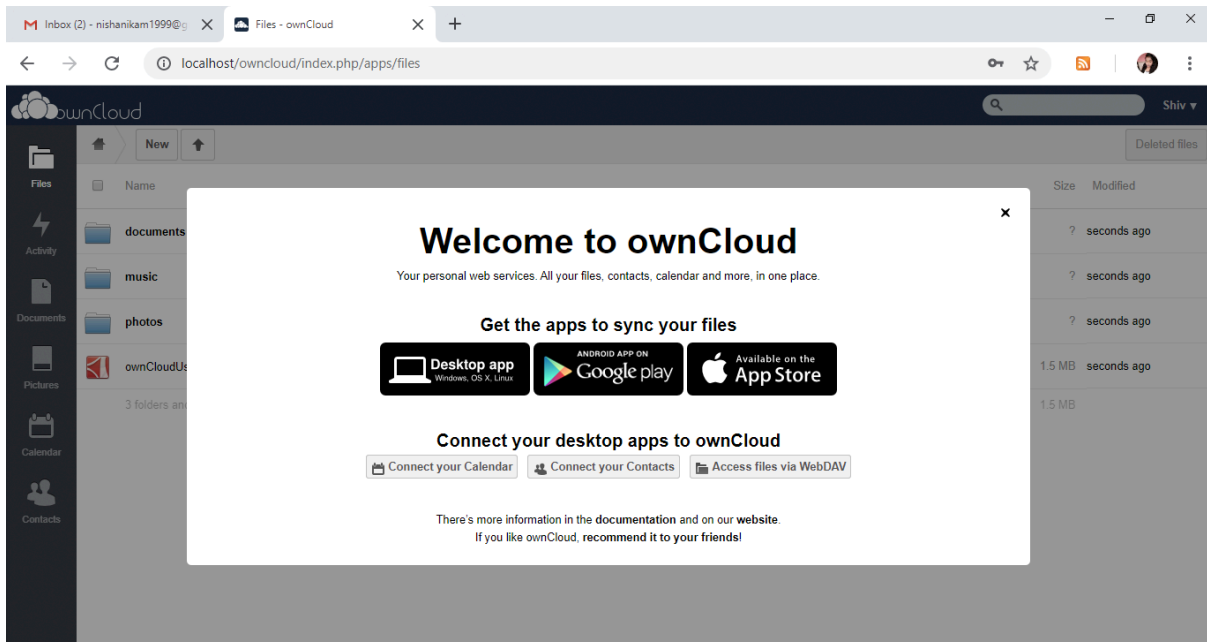 Inbox (2) - nishanikam1999@g
Files - ownCloud
localhost/owncloud/index.php/apps/files
ownCloud
Shiv
New
Deleted files
Files
Name
Size
Modified
Activity
documents
?
seconds ago
music
?
seconds ago
Documents
photos
?
seconds ago
Pictures
ownCloudUs
1.5 MB
seconds ago
3 folders an
1.5 MB
Calendar
Contacts
Welcome to ownCloud
Your personal web services. All your files, contacts, calendar and more, in one place.
Get the apps to sync your files
Desktop app
Windows, OS X, Linux
ANDROID APP ON
Google play
Available on the
App Store
Connect your desktop apps to ownCloud
Connect your Calendar
Connect your Contacts
Access files via WebDAV
There's more information in the documentation and on our website.
If you like ownCloud, recommend it to your friends!